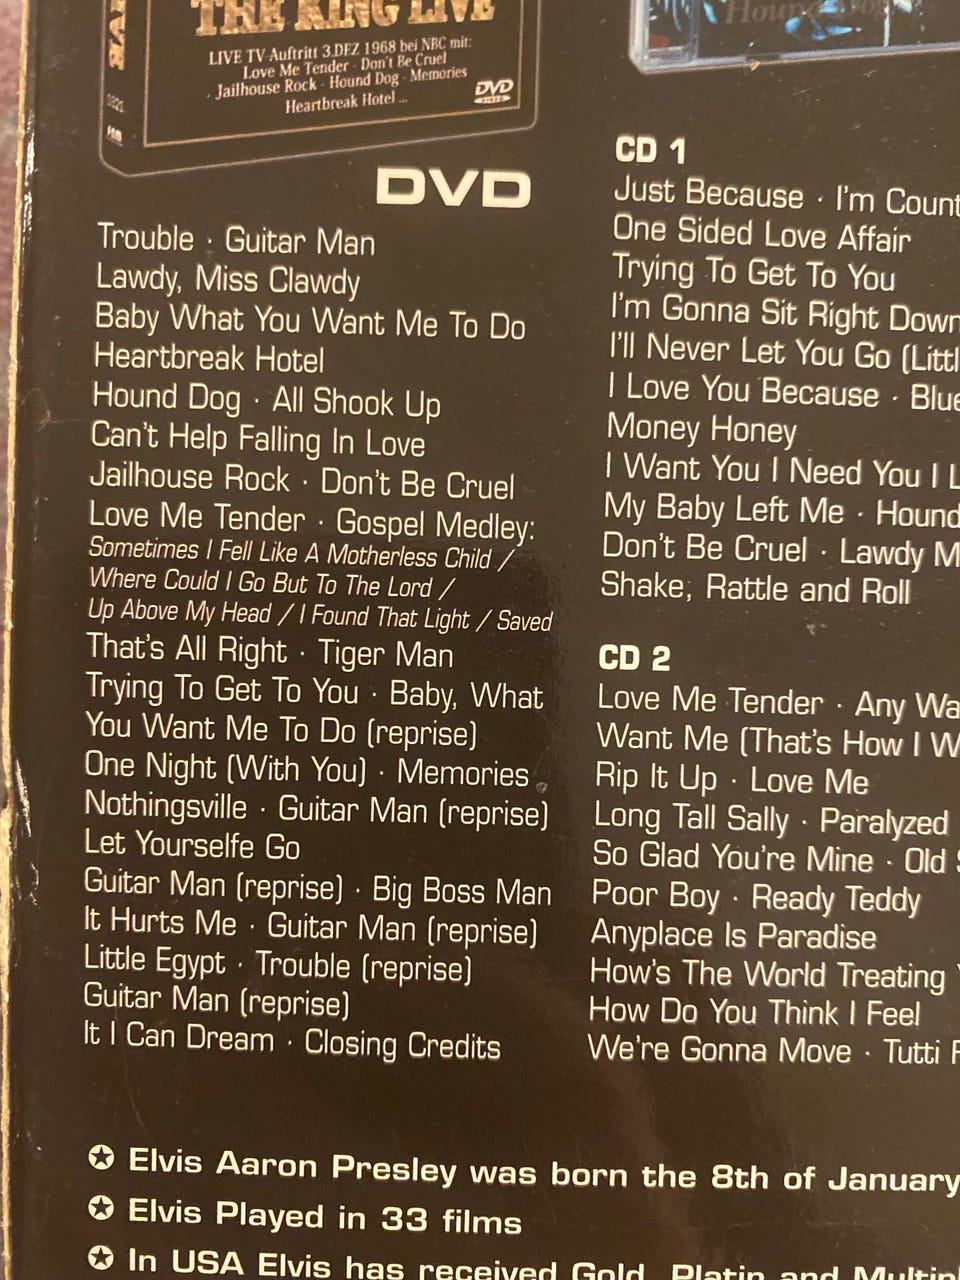 THE KING LIVE
LIVE TV-Auftritt 3.DEZ 1968 bei NBC mit:
Love Me Tender · Don't Be Cruel
Jailhouse Rock · Hound Dog · Memories
Heartbreak Hotel ...
DVD
VIDEO
Hound Dog
DVD
Trouble · Guitar Man
Lawdy, Miss Clawdy
Baby What You Want Me To Do
Heartbreak Hotel
Hound Dog · All Shook Up
Can't Help Falling In Love
Jailhouse Rock · Don't Be Cruel
Love Me Tender · Gospel Medley:
Sometimes I Fell Like A Motherless Child /
Where Could I Go But To The Lord /
Up Above My Head / I Found That Light / Saved
That's All Right · Tiger Man
Trying To Get To You · Baby, What
You Want Me To Do (reprise)
One Night (With You) · Memories
Nothingsville · Guitar Man (reprise)
Let Yourselfe Go
Guitar Man (reprise) · Big Boss Man
It Hurts Me · Guitar Man (reprise)
Little Egypt · Trouble (reprise)
Guitar Man (reprise)
It I Can Dream · Closing Credits
CD 1
Just Because · I'm Count
One Sided Love Affair
Trying To Get To You
I'm Gonna Sit Right Down
I'll Never Let You Go (Littl
I Love You Because · Blue
Money Honey
I Want You I Need You I L
My Baby Left Me · Hound
Don't Be Cruel · Lawdy M
Shake, Rattle and Roll
CD 2
Love Me Tender · Any Wa
Want Me (That's How I W
Rip It Up · Love Me
Long Tall Sally · Paralyzed
So Glad You're Mine · Old S
Poor Boy · Ready Teddy
Anyplace Is Paradise
How's The World Treating Y
How Do You Think I Feel
We're Gonna Move · Tutti F
Elvis Aaron Presley was born the 8th of January
Elvis Played in 33 films
In USA Elvis has received Gold, Platin and Multipl